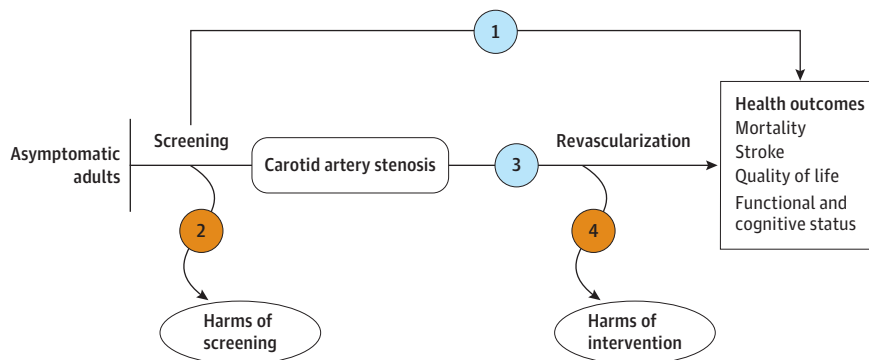 1
Asymptomatic
adults
Screening
Carotid artery stenosis
3
Revascularization
Health outcomes
Mortality
Stroke
Quality of life
Functional and
cognitive status
2
4
Harms of
screening
Harms of
intervention